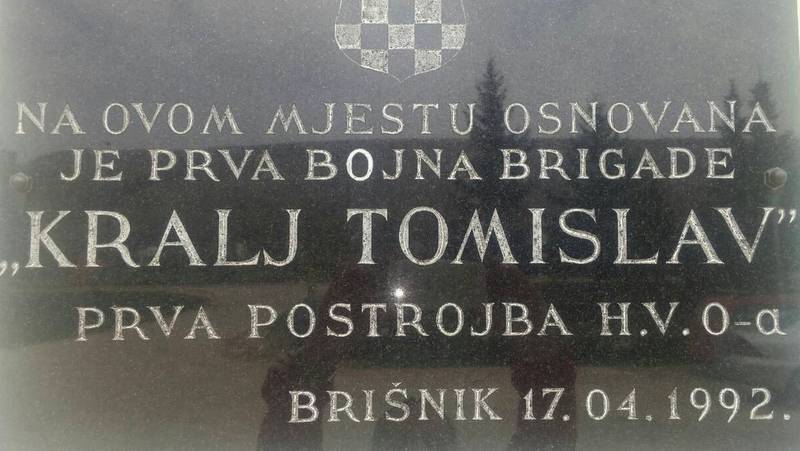 NA OVOM MJESTU OSNOVANA
JE PRVA BOJNA BRIGADE
„KRALJ TOMISLAV”
PRVA POSTROJBA H.V.O-a
BRIŠNIK 17.04.1992.